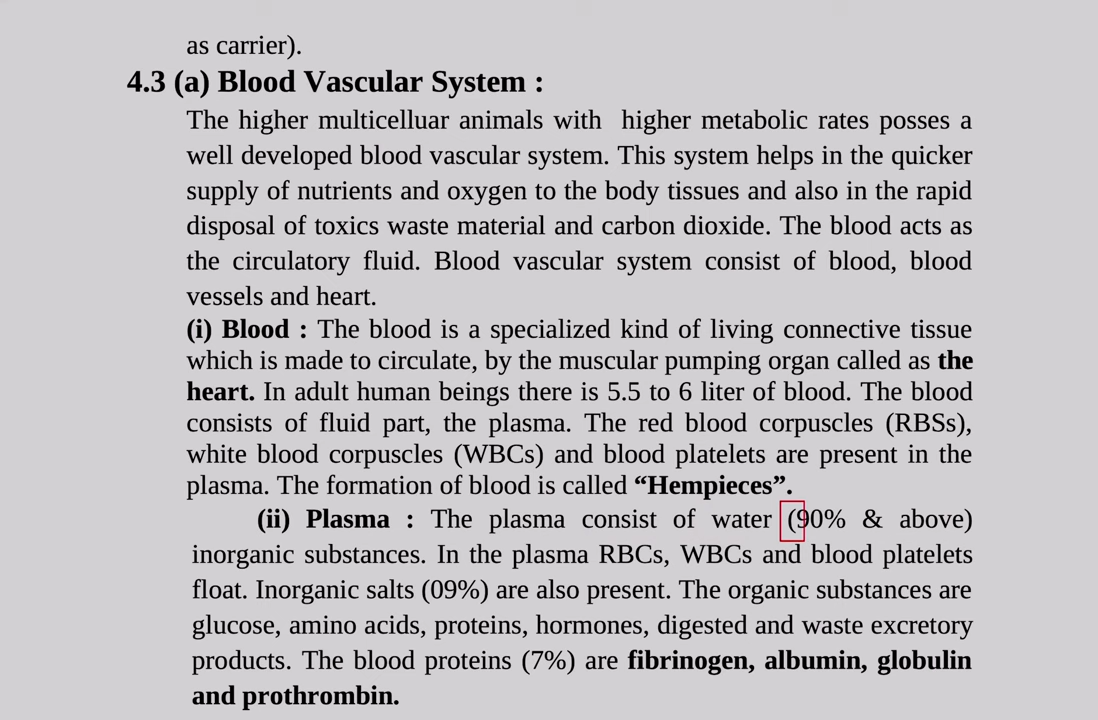 as carrier).
4.3 (a) Blood Vascular System :
The higher multicelluar animals with higher metabolic rates posses a
well developed blood vascular system. This system helps in the quicker
supply of nutrients and oxygen to the body tissues and also in the rapid
disposal of toxics waste material and carbon dioxide. The blood acts as
the circulatory fluid. Blood vascular system consist of blood, blood
vessels and heart.
(i) Blood : The blood is a specialized kind of living connective tissue
which is made to circulate, by the muscular pumping organ called as the
heart. In adult human beings there is 5.5 to 6 liter of blood. The blood
consists of fluid part, the plasma. The red blood corpuscles (RBSs),
white blood corpuscles (WBCs) and blood platelets are present in the
plasma. The formation of blood is called “Hempieces”.
(ii) Plasma : The plasma consist of water (90% & above)
inorganic substances. In the plasma RBCs, WBCs and blood platelets
float. Inorganic salts (09%) are also present. The organic substances are
glucose, amino acids, proteins, hormones, digested and waste excretory
products. The blood proteins (7%) are fibrinogen, albumin, globulin
and prothrombin.